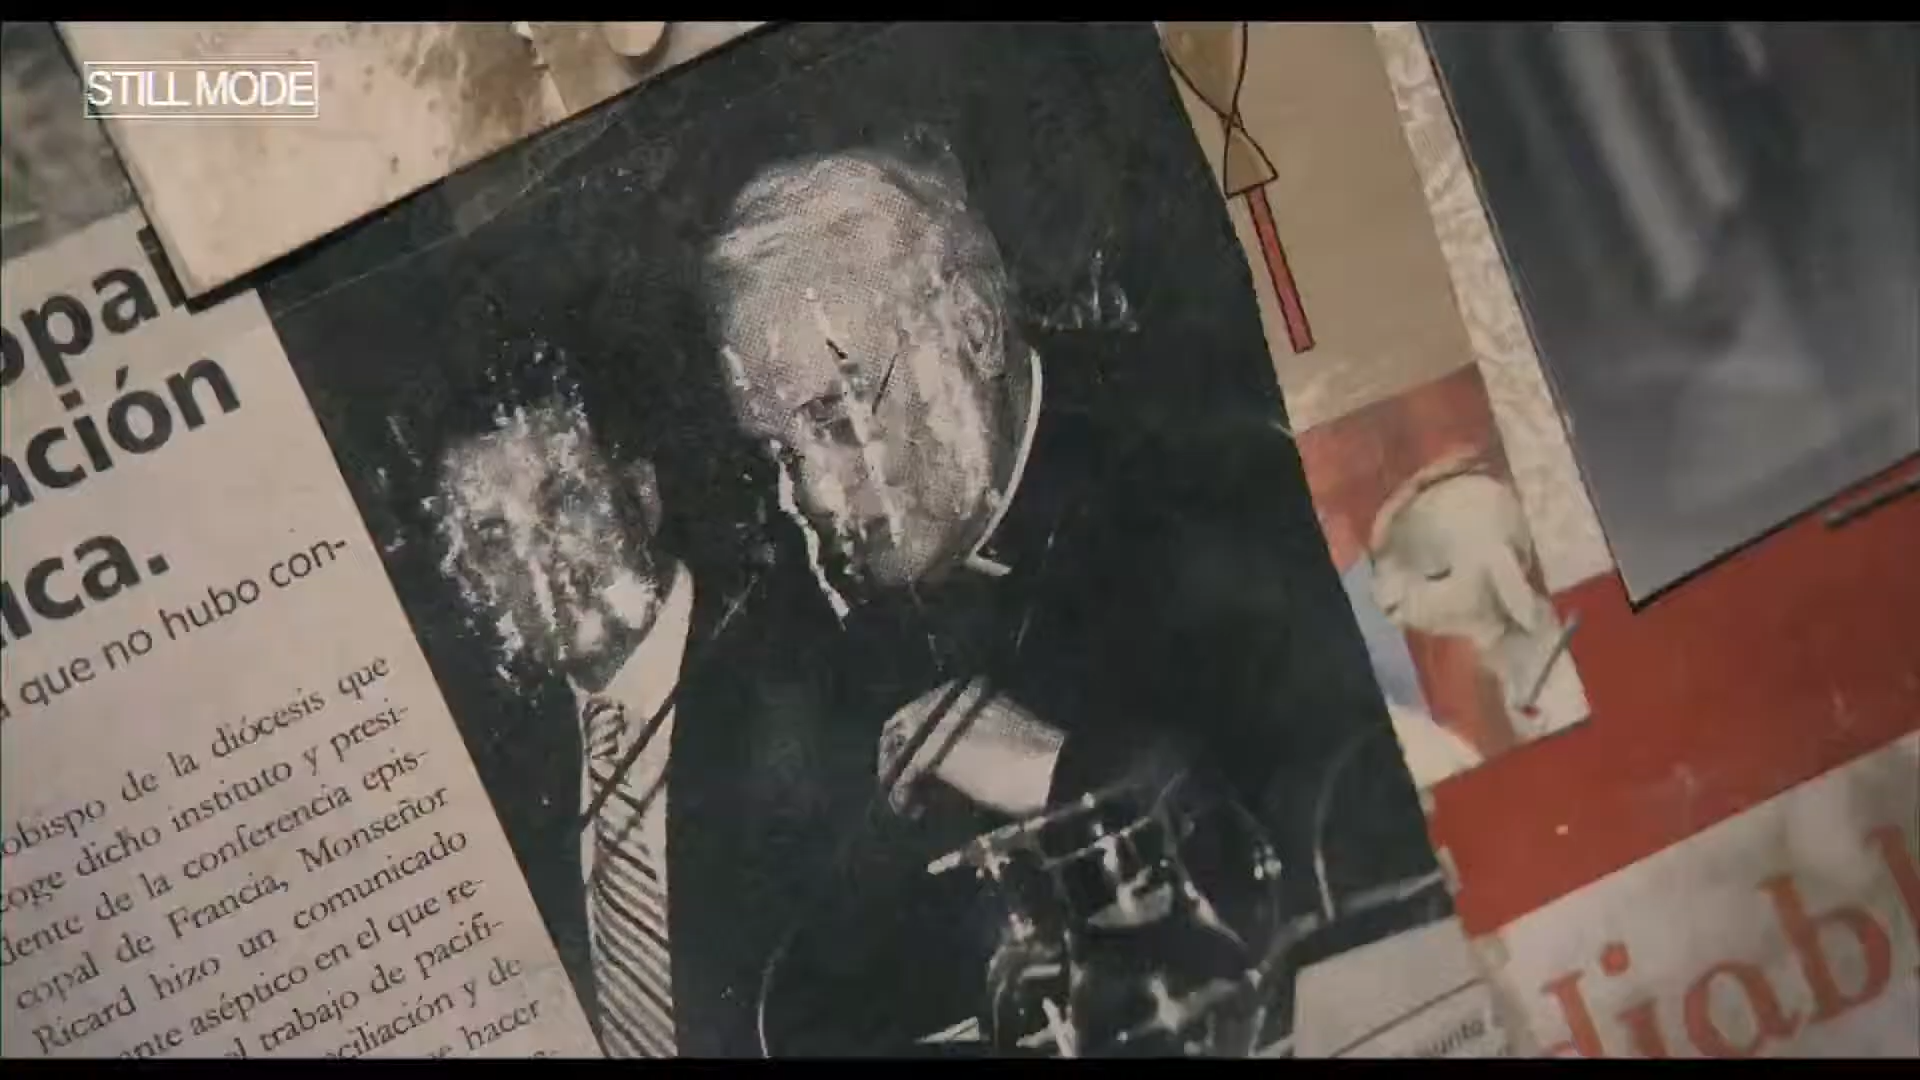 STILL MODE
opal
ación
ica.
que no hubo con-
obispo de la diócesis que
coge dicho instituto y presi-
dente de la conferencia epis-
copal de Francia, Monseñor
Ricard hizo un comunicado
ante aséptico en el que re-
l trabajo de pacifi-
ciliación y de
e hacer
diabl